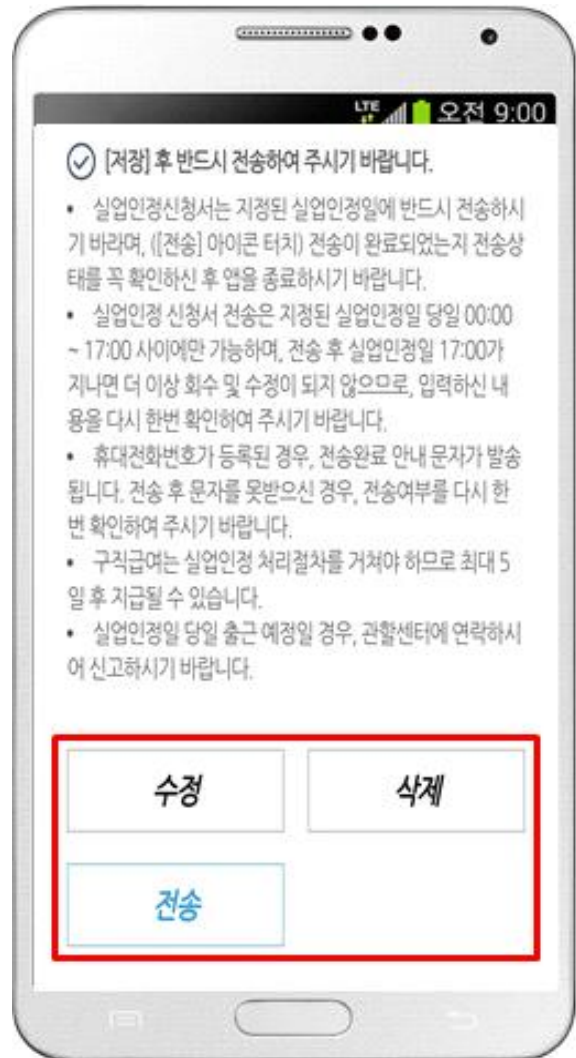 LTE 오전 9:00
[저장] 후 반드시 전송하여 주시기 바랍니다.
• 실업인정신청서는 지정된 실업인정일에 반드시 전송하시
기 바라며, ([전송] 아이콘 터치) 전송이 완료되었는지 전송상
태를 꼭 확인하신 후 앱을 종료하시기 바랍니다.
• 실업인정 신청서 전송은 지정된 실업인정일 당일 00:00
~ 17:00 사이에만 가능하며, 전송 후 실업인정일 17:00가
지나면 더 이상 회수 및 수정이 되지 않으므로, 입력하신 내
용을 다시 한번 확인하여 주시기 바랍니다.
• 휴대전화번호가 등록된 경우, 전송완료 안내 문자가 발송
됩니다. 전송 후 문자를 못받으신 경우, 전송여부를 다시 한
번 확인하여 주시기 바랍니다.
• 구직급여는 실업인정 처리절차를 거쳐야 하므로 최대 5
일 후 지급될 수 있습니다.
• 실업인정일 당일 출근 예정일 경우, 관할센터에 연락하시
어 신고하시기 바랍니다.
수정 삭제
전송